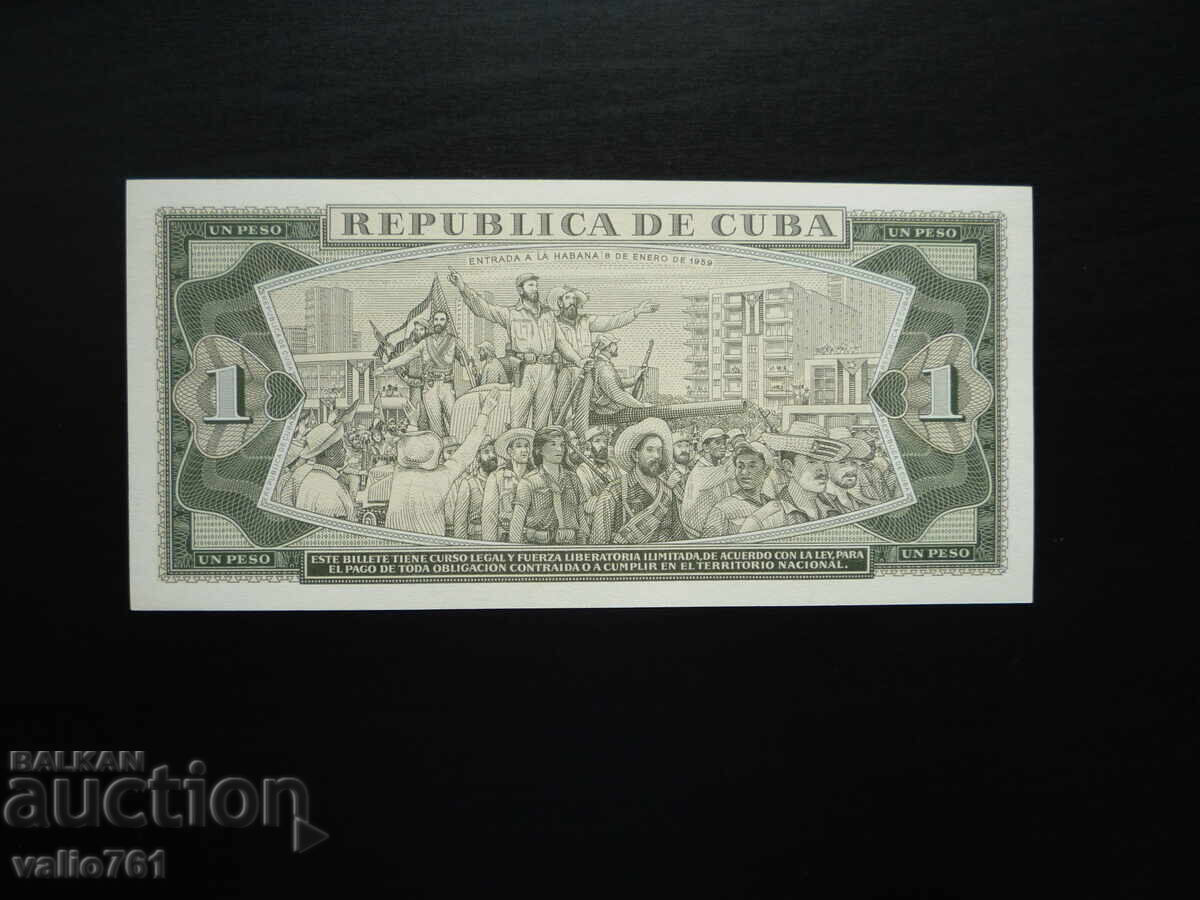 REPUBLICA DE CUBA
UN PESO
UN PESO
ENTRADA A LA HABANA 8 DE ENERO DE 1959
1
1
UN PESO
UN PESO
ESTE BILLETE TIENE CURSO LEGAL Y FUERZA LIBERATORIA ILIMITADA, DE ACUERDO CON LA LEY, PARA
EL PAGO DE TODA OBLIGACION CONTRAIDA O A CUMPLIR EN EL TERRITORIO NACIONAL.
BALKAN
auction
valio761